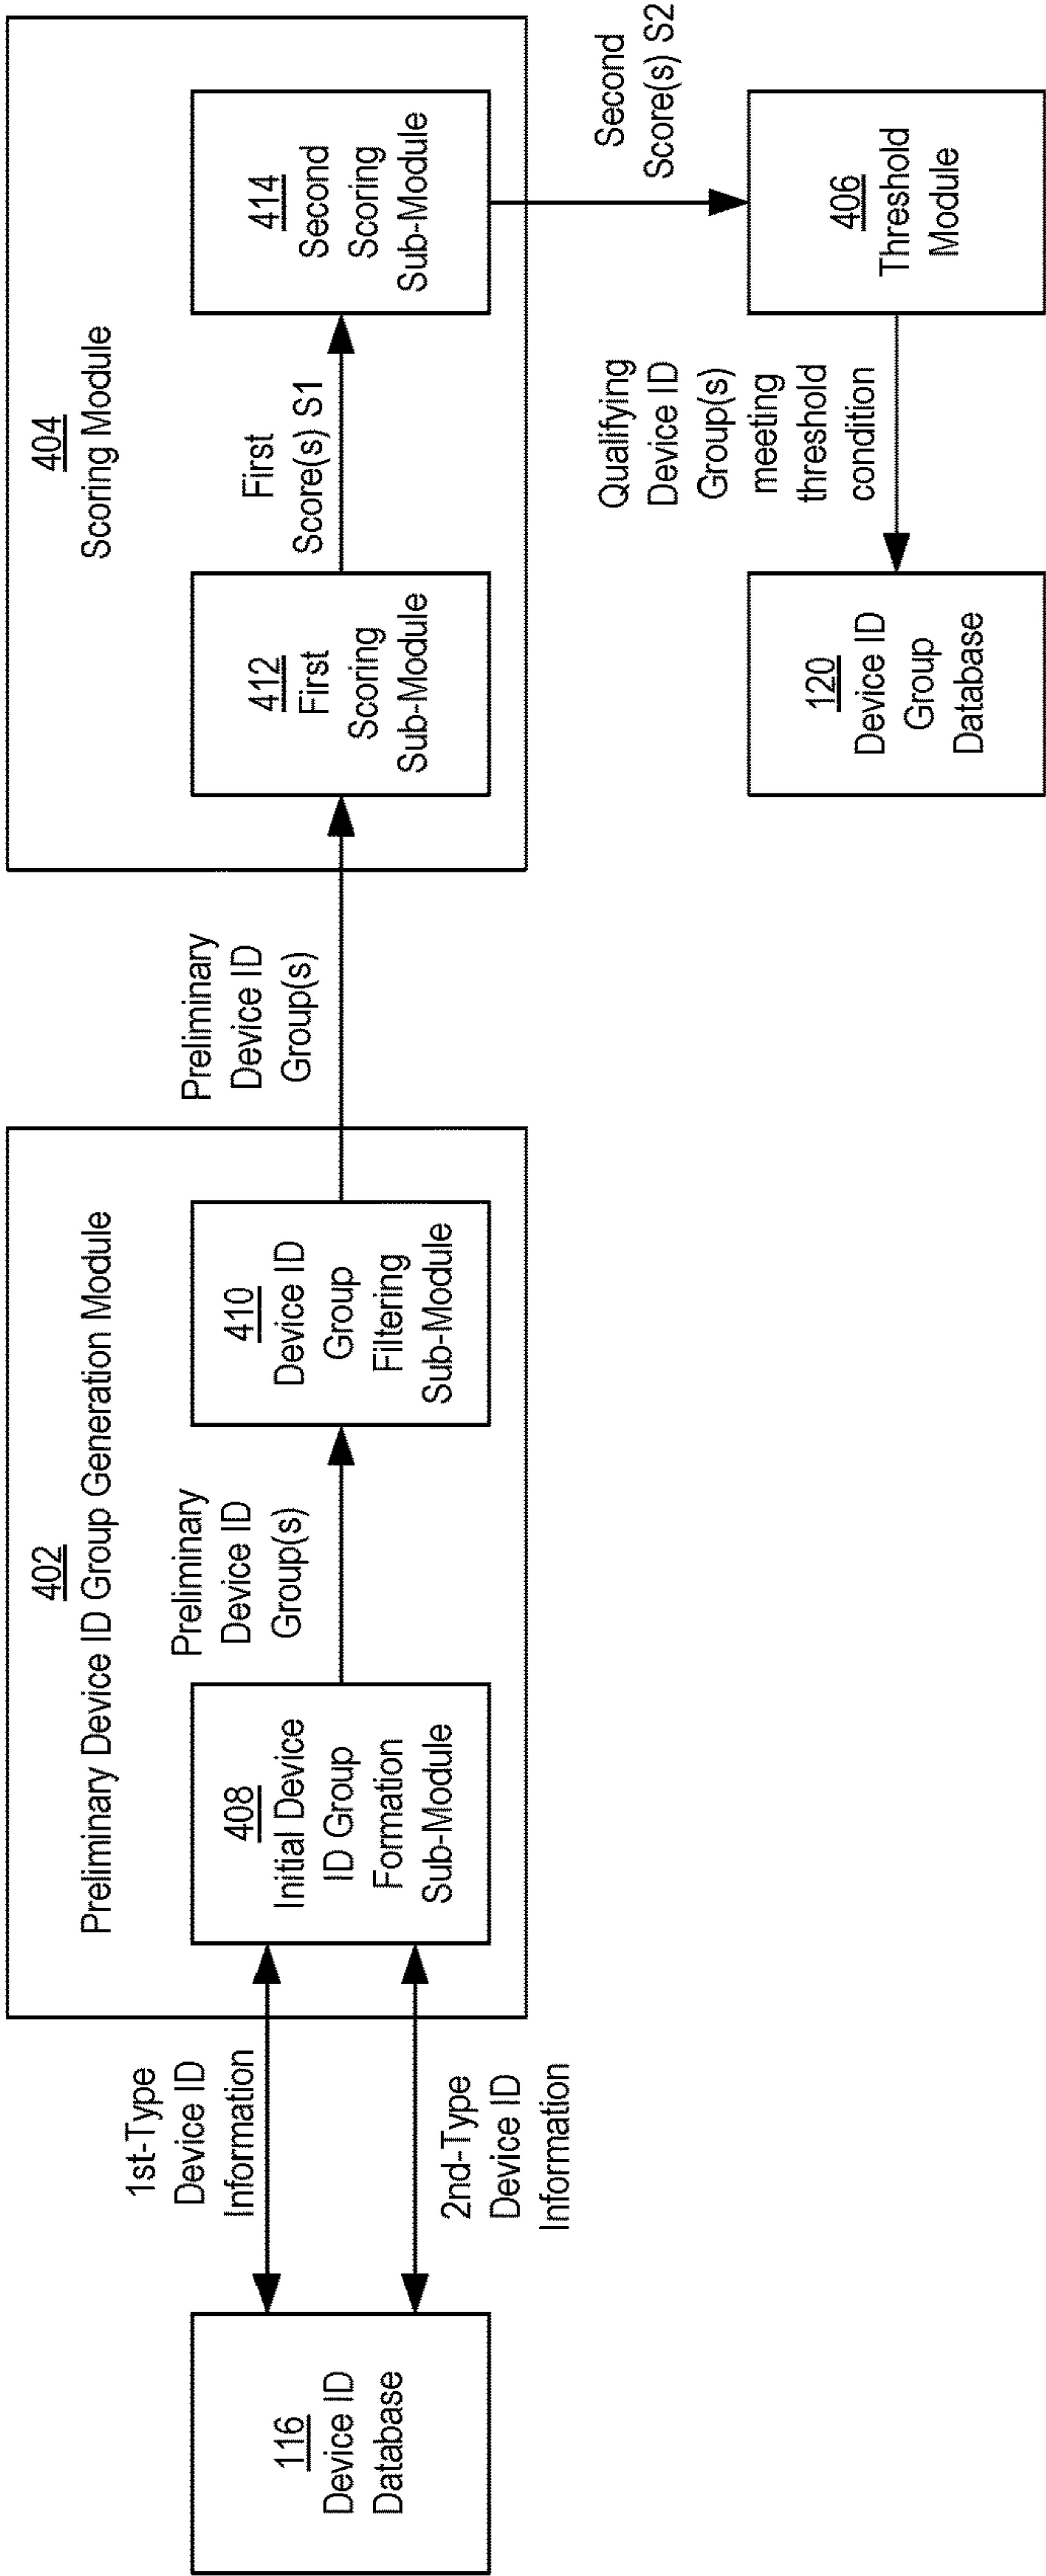 116
Device ID
Database
1st-Type
Device ID
Information
2nd-Type
Device ID
Information
402
Preliminary Device ID Group Generation Module
408
Initial Device
ID Group
Formation
Sub-Module
Preliminary
Device ID
Group(s)
410
Device ID
Group
Filtering
Sub-Module
Preliminary
Device ID
Group(s)
404
Scoring Module
412
First
Scoring
Sub-Module
First
Score(s) S1
414
Second
Scoring
Sub-Module
Second
Score(s) S2
406
Threshold
Module
Qualifying
Device ID
Group(s)
meeting
threshold
condition
120
Device ID
Group
Database